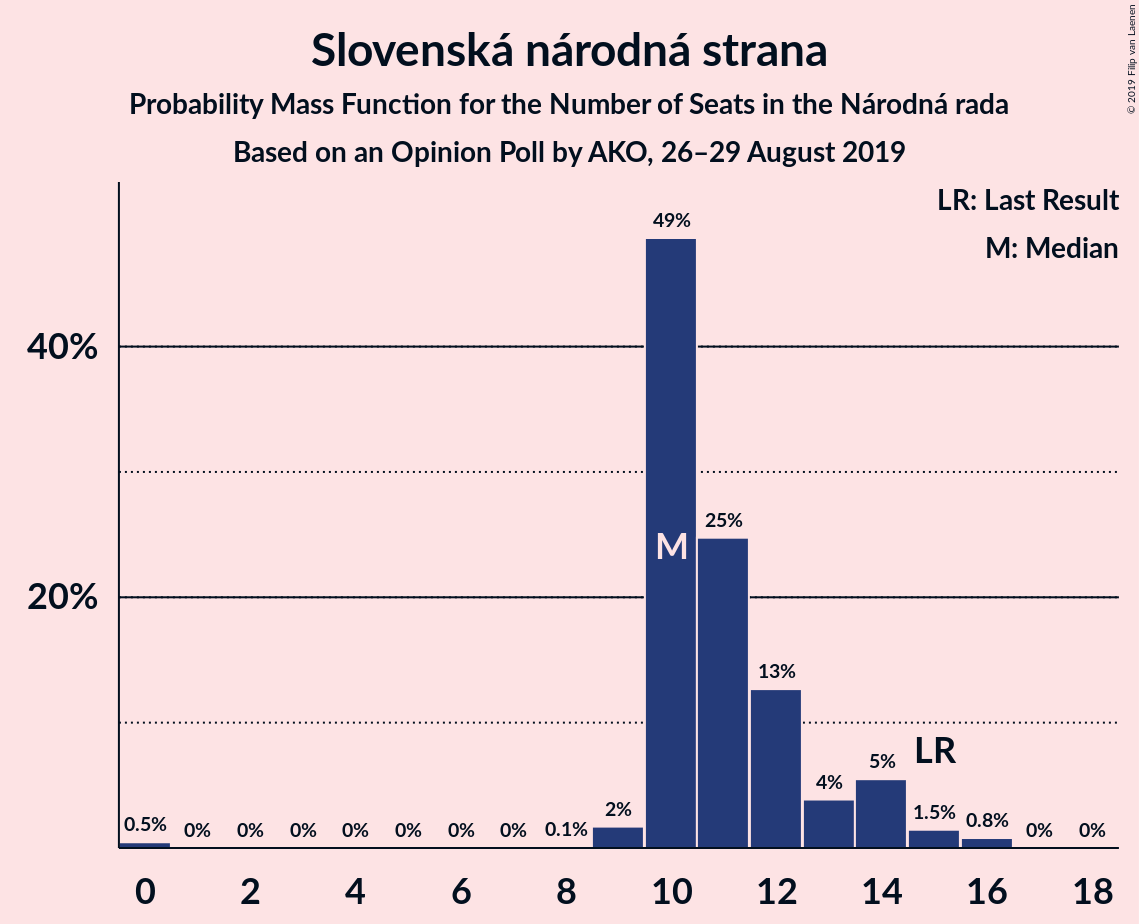 Slovenská národná strana
Probability Mass Function for the Number of Seats in the Národná rada
Based on an Opinion Poll by AKO, 26–29 August 2019
© 2019 Filip van Laenen
LR: Last Result
M: Median
40%
20%
0.5% 0% 0% 0% 0% 0% 0% 0% 0.1% 2% 49% 25% 13% 4% 5% 1.5% 0.8% 0% 0%
M
LR
0 2 4 6 8 10 12 14 16 18